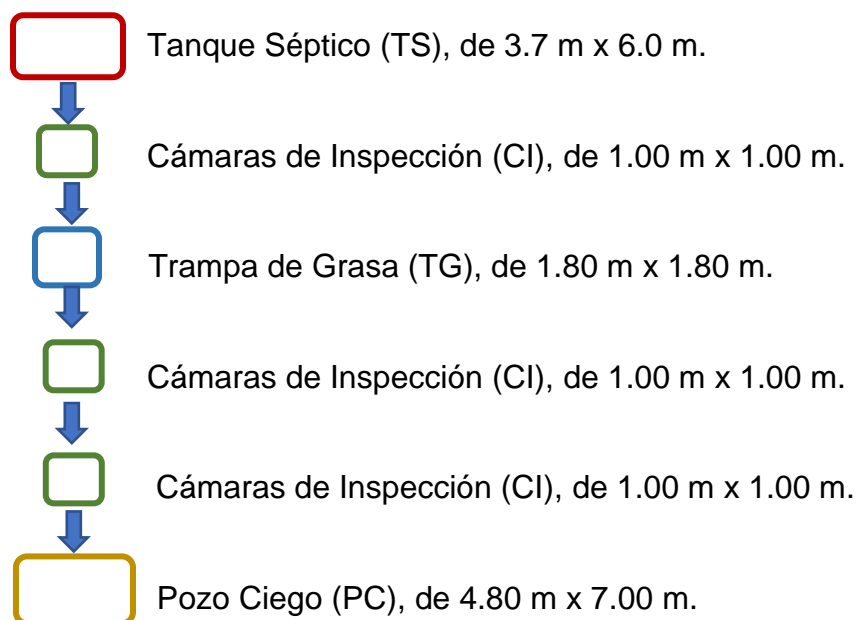 Tanque Séptico (TS), de 3.7 m x 6.0 m.
Cámaras de Inspección (CI), de 1.00 m x 1.00 m.
Trampa de Grasa (TG), de 1.80 m x 1.80 m.
Cámaras de Inspección (CI), de 1.00 m x 1.00 m.
Cámaras de Inspección (CI), de 1.00 m x 1.00 m.
Pozo Ciego (PC), de 4.80 m x 7.00 m.